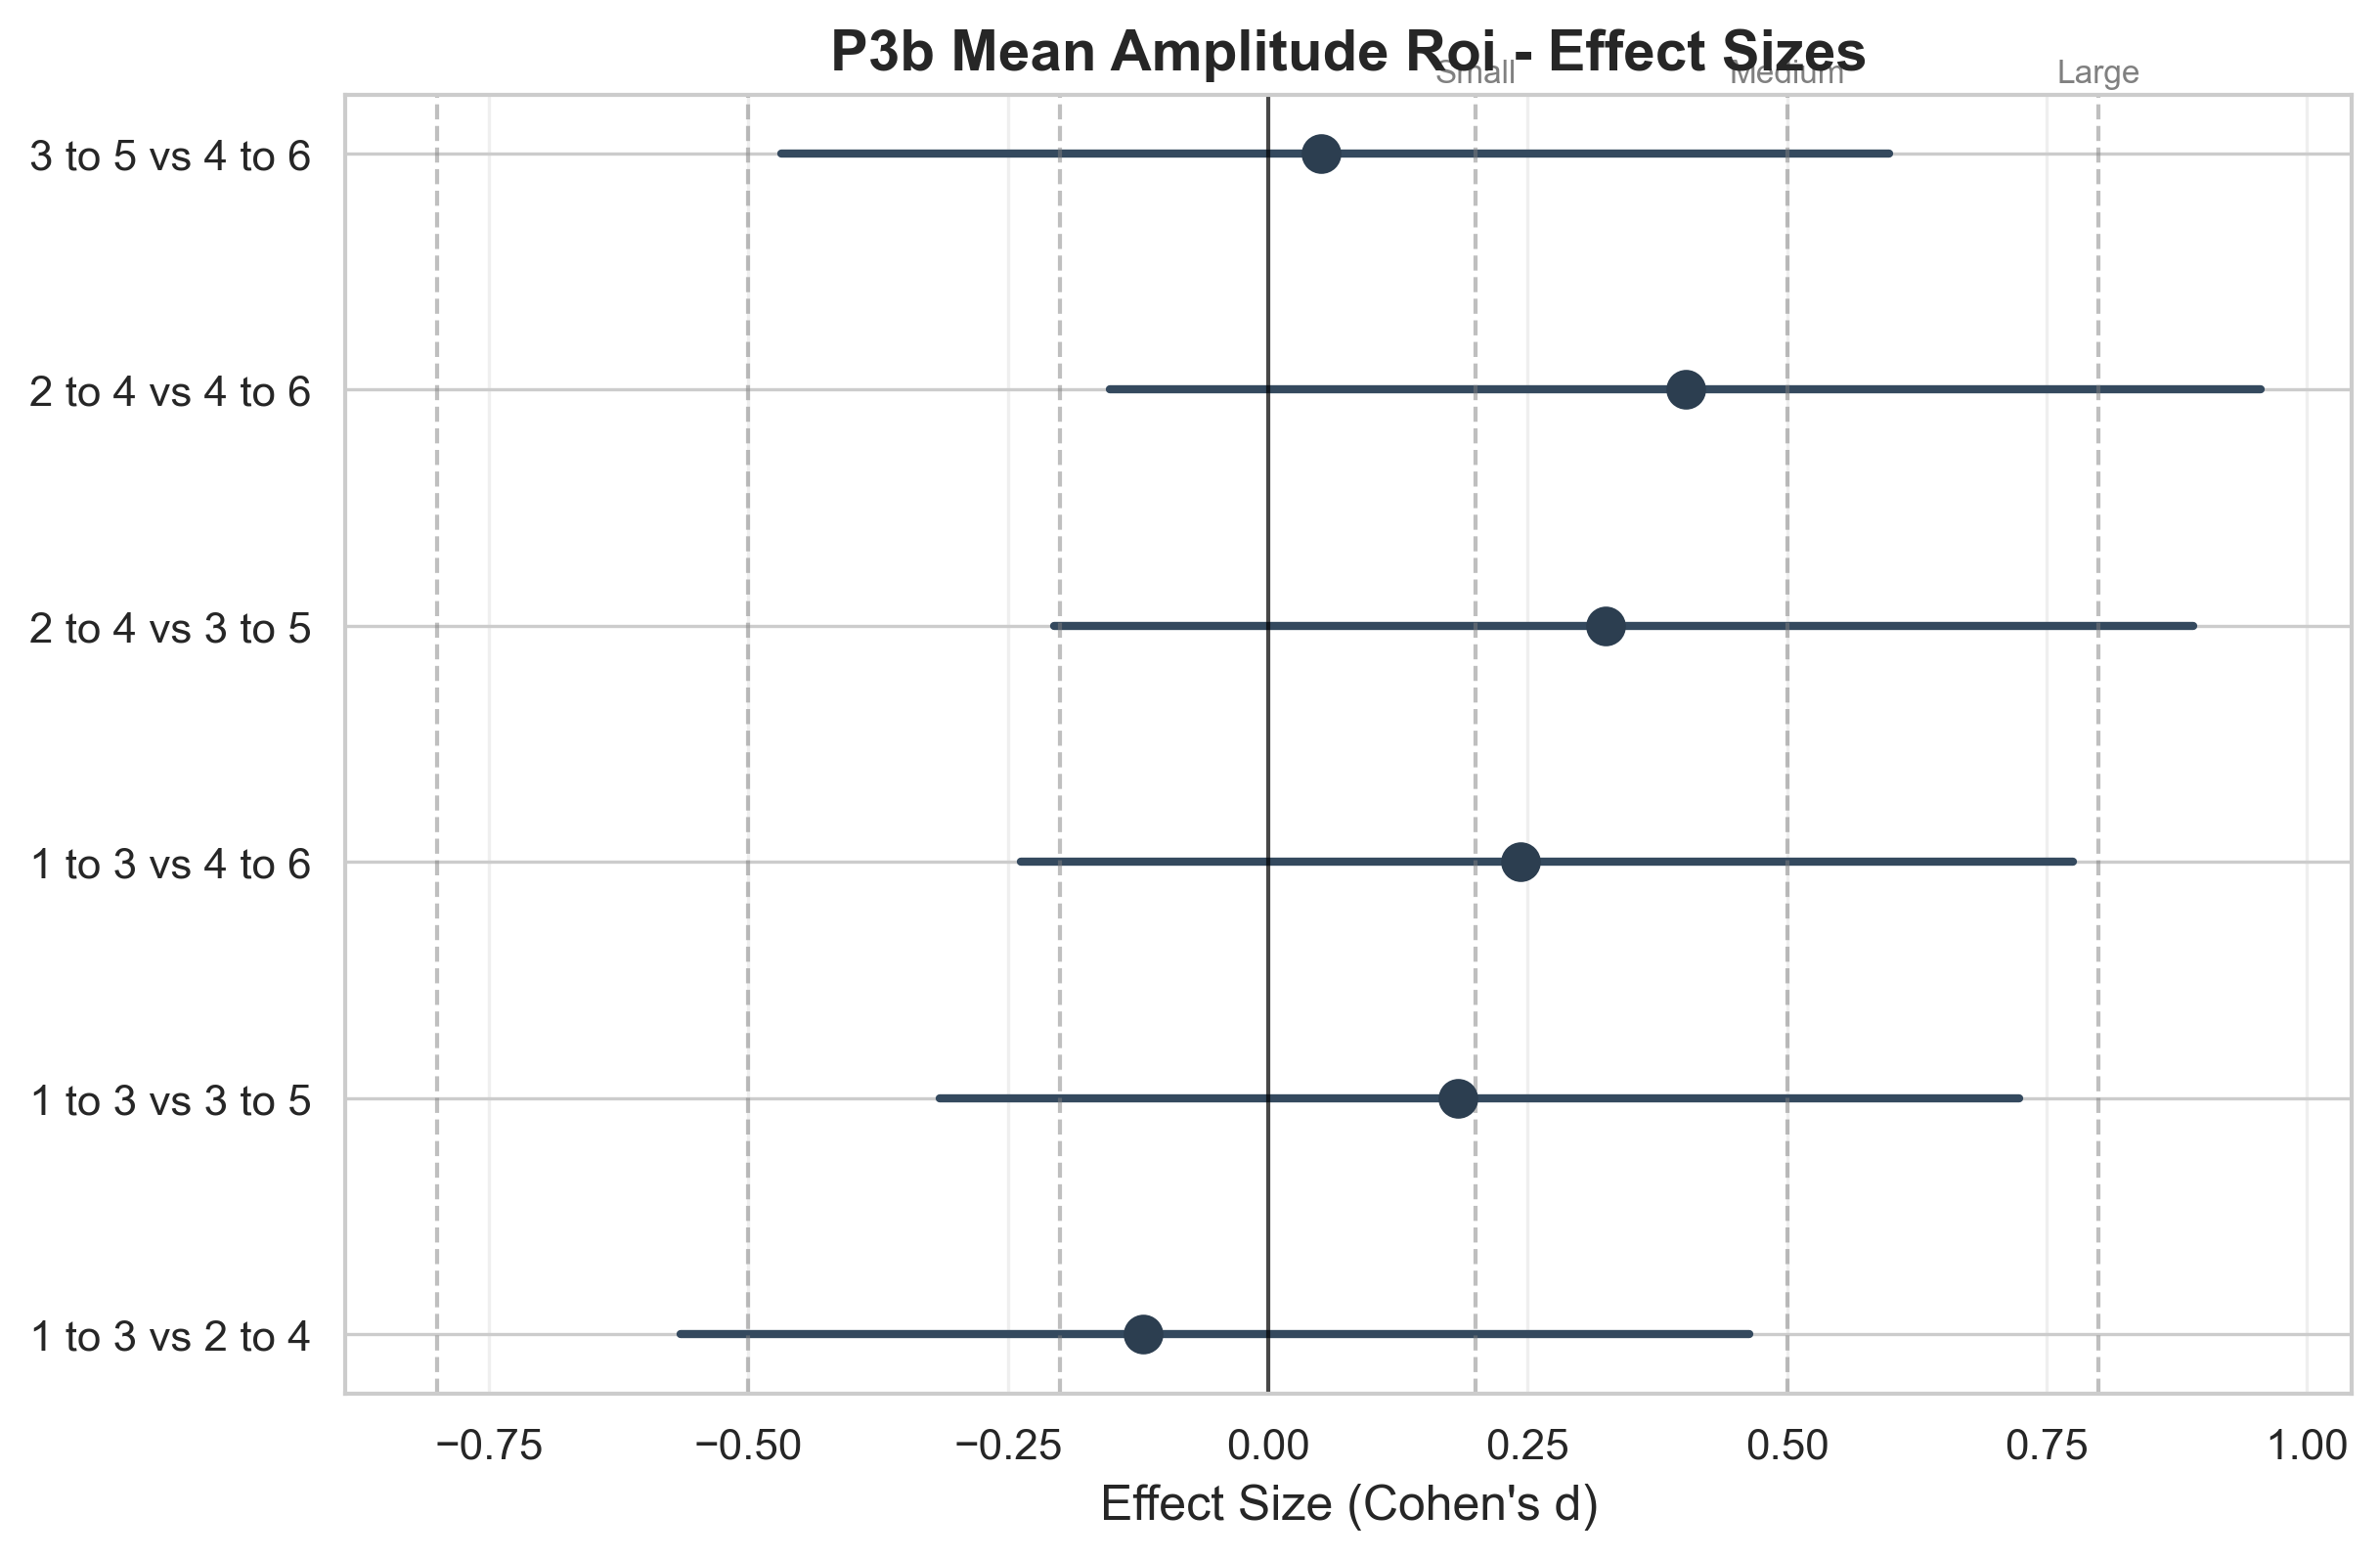 P3b Mean Amplitude Roi - Effect Sizes
Small Medium Large
3 to 5 vs 4 to 6
2 to 4 vs 4 to 6
2 to 4 vs 3 to 5
1 to 3 vs 4 to 6
1 to 3 vs 3 to 5
1 to 3 vs 2 to 4
−0.75 −0.50 −0.25 0.00 0.25 0.50 0.75 1.00
Effect Size (Cohen's d)